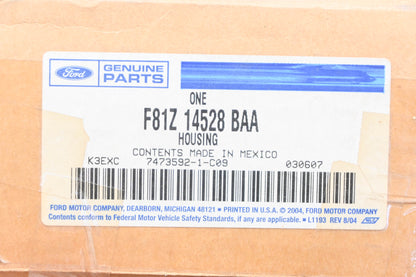 Ford
GENUINE
PARTS
ONE
F81Z 14528 BAA
HOUSING
CONTENTS MADE IN MEXICO
K3EXC 7473592-1-C09 030607
FORD MOTOR COMPANY, DEARBORN, MICHIGAN 48121 • PRINTED IN U.S.A. © 2004, FORD MOTOR COMPANY
Contents conform to Federal Motor Vehicle Safety Standards, if any are applicable. • L1193 REV 8/04